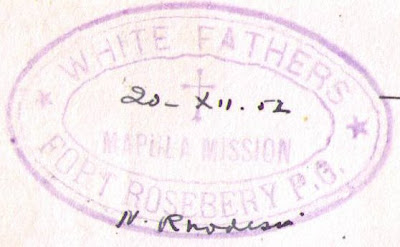 WHITE FATHERS
20-XII.52
MAPULA MISSION
FORT ROSEBERY P.O.
N. Rhodesia